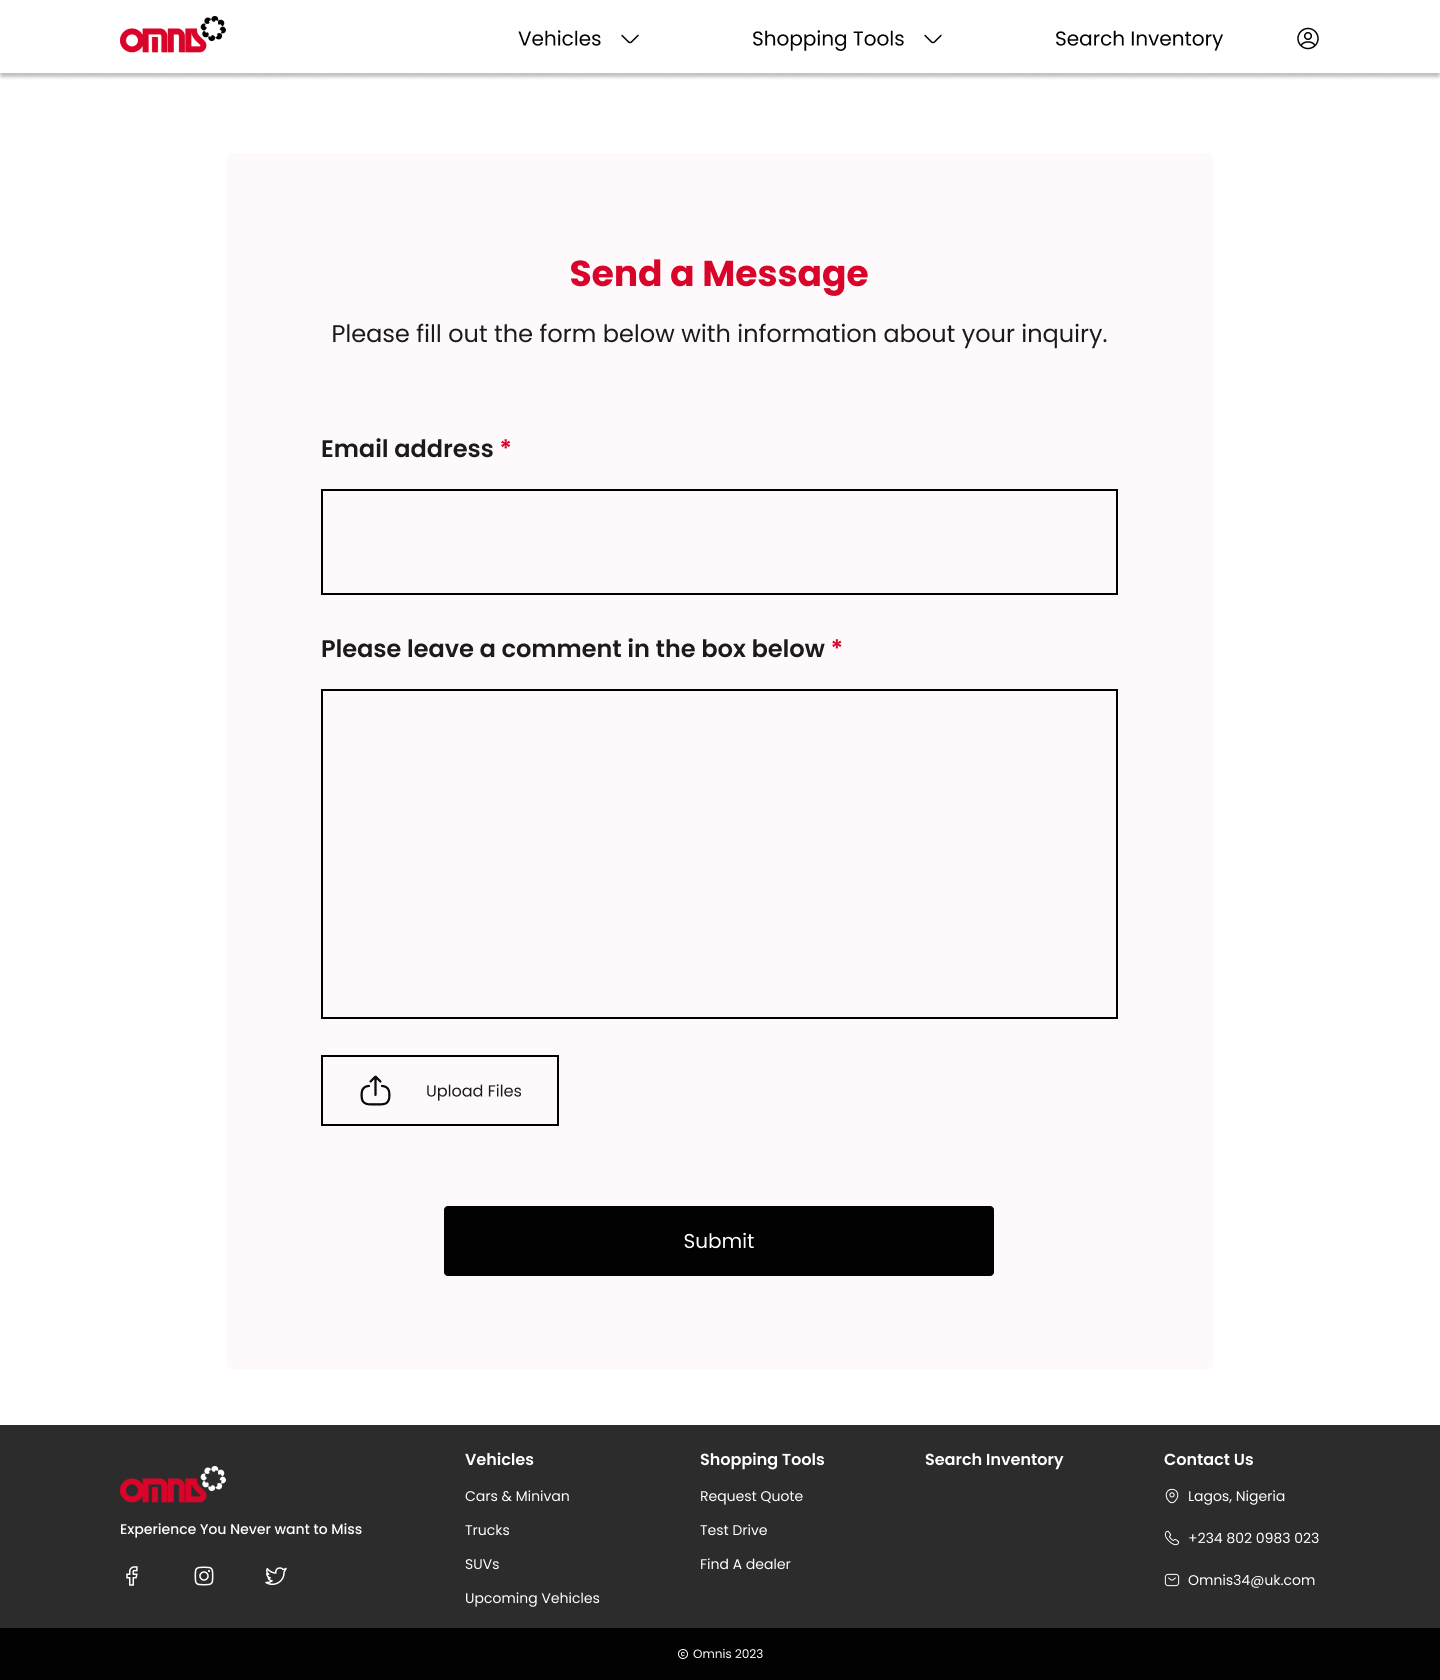 omnis
Vehicles
Shopping Tools
Search Inventory
Send a Message
Please fill out the form below with information about your inquiry.
Email address *
Please leave a comment in the box below *
Upload Files
Submit
omnis
Experience You Never want to Miss
Vehicles
Cars & Minivan
Trucks
SUVs
Upcoming Vehicles
Shopping Tools
Request Quote
Test Drive
Find A dealer
Search Inventory
Contact Us
Lagos, Nigeria
+234 802 0983 023
Omnis34@uk.com
© Omnis 2023